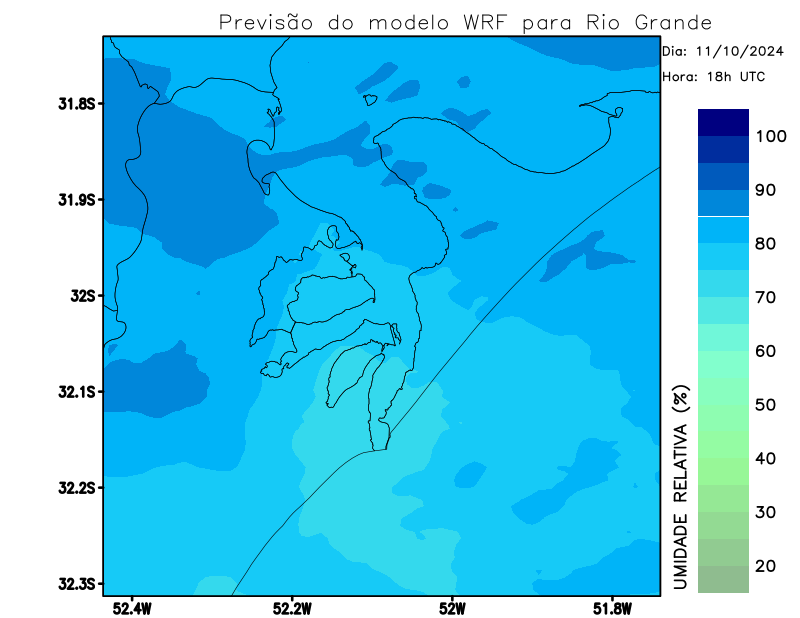 Previsão do modelo WRF para Rio Grande
Dia: 11/10/2024
Hora: 18h UTC
31.8S
31.9S
32S
32.1S
32.2S
32.3S
52.4W
52.2W
52W
51.8W
UMIDADE RELATIVA (%)
100
90
80
70
60
50
40
30
20